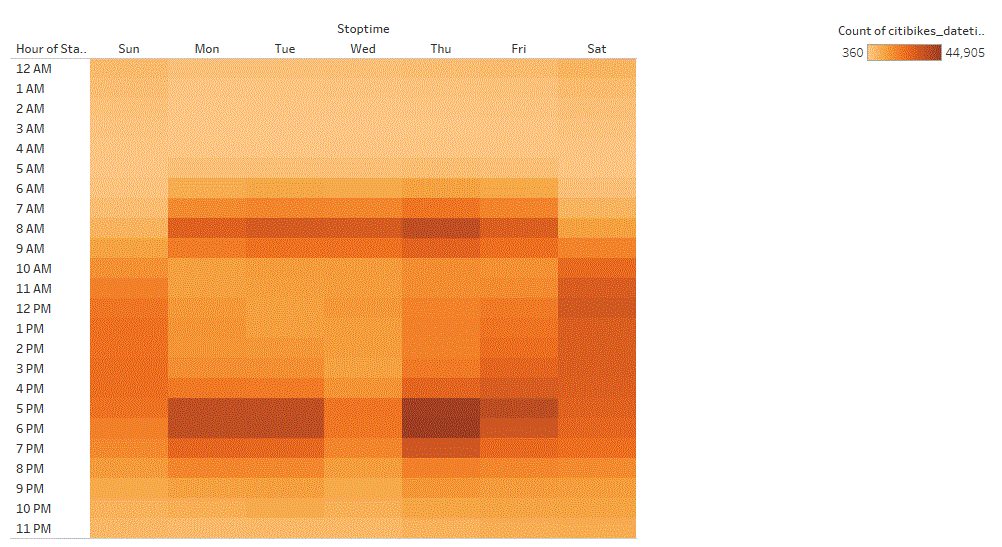 Stoptime
Count of citibikes_dateti..
Hour of Sta..
Sun
Mon
Tue
Wed
Thu
Fri
Sat
360
44,905
12 AM
1 AM
2 AM
3 AM
4 AM
5 AM
6 AM
7 AM
8 AM
9 AM
10 AM
11 AM
12 PM
1 PM
2 PM
3 PM
4 PM
5 PM
6 PM
7 PM
8 PM
9 PM
10 PM
11 PM